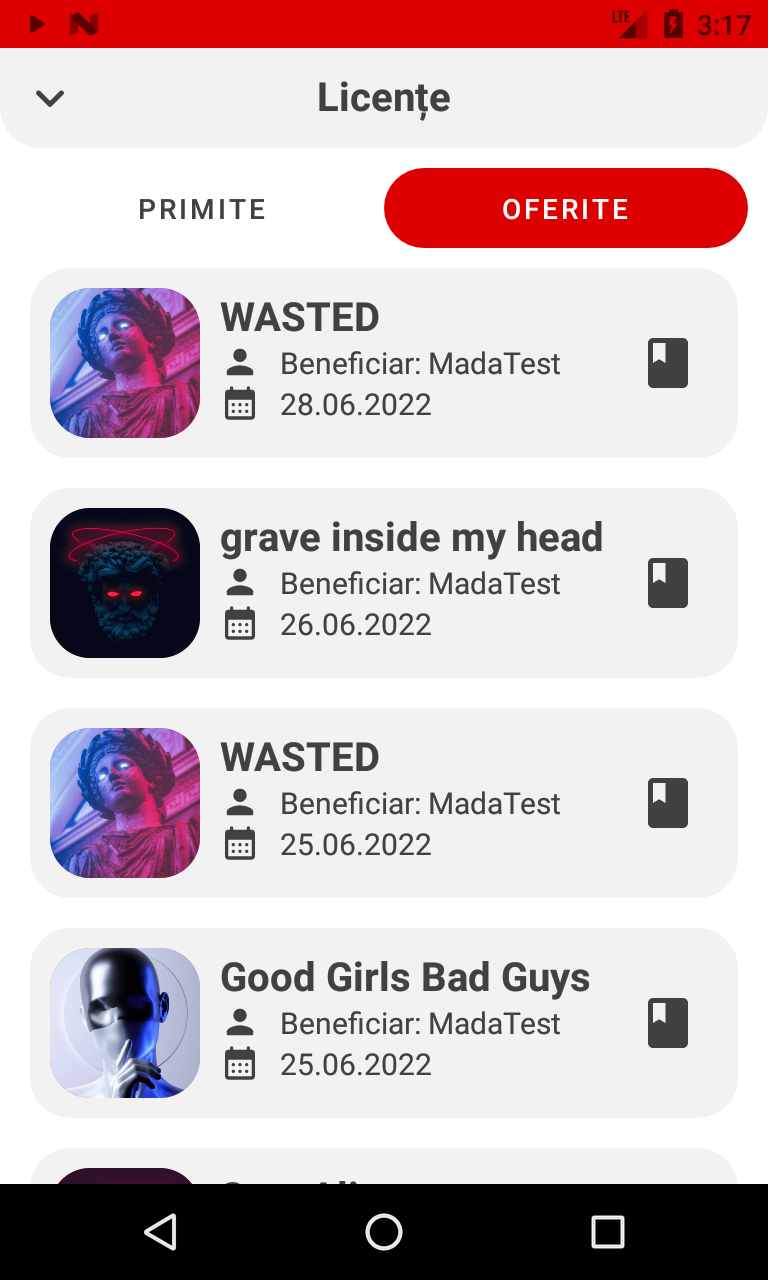 LTE 3:17
Licențe
PRIMITE OFERITE
WASTED
Beneficiar: MadaTest
28.06.2022
grave inside my head
Beneficiar: MadaTest
26.06.2022
WASTED
Beneficiar: MadaTest
25.06.2022
Good Girls Bad Guys
Beneficiar: MadaTest
25.06.2022